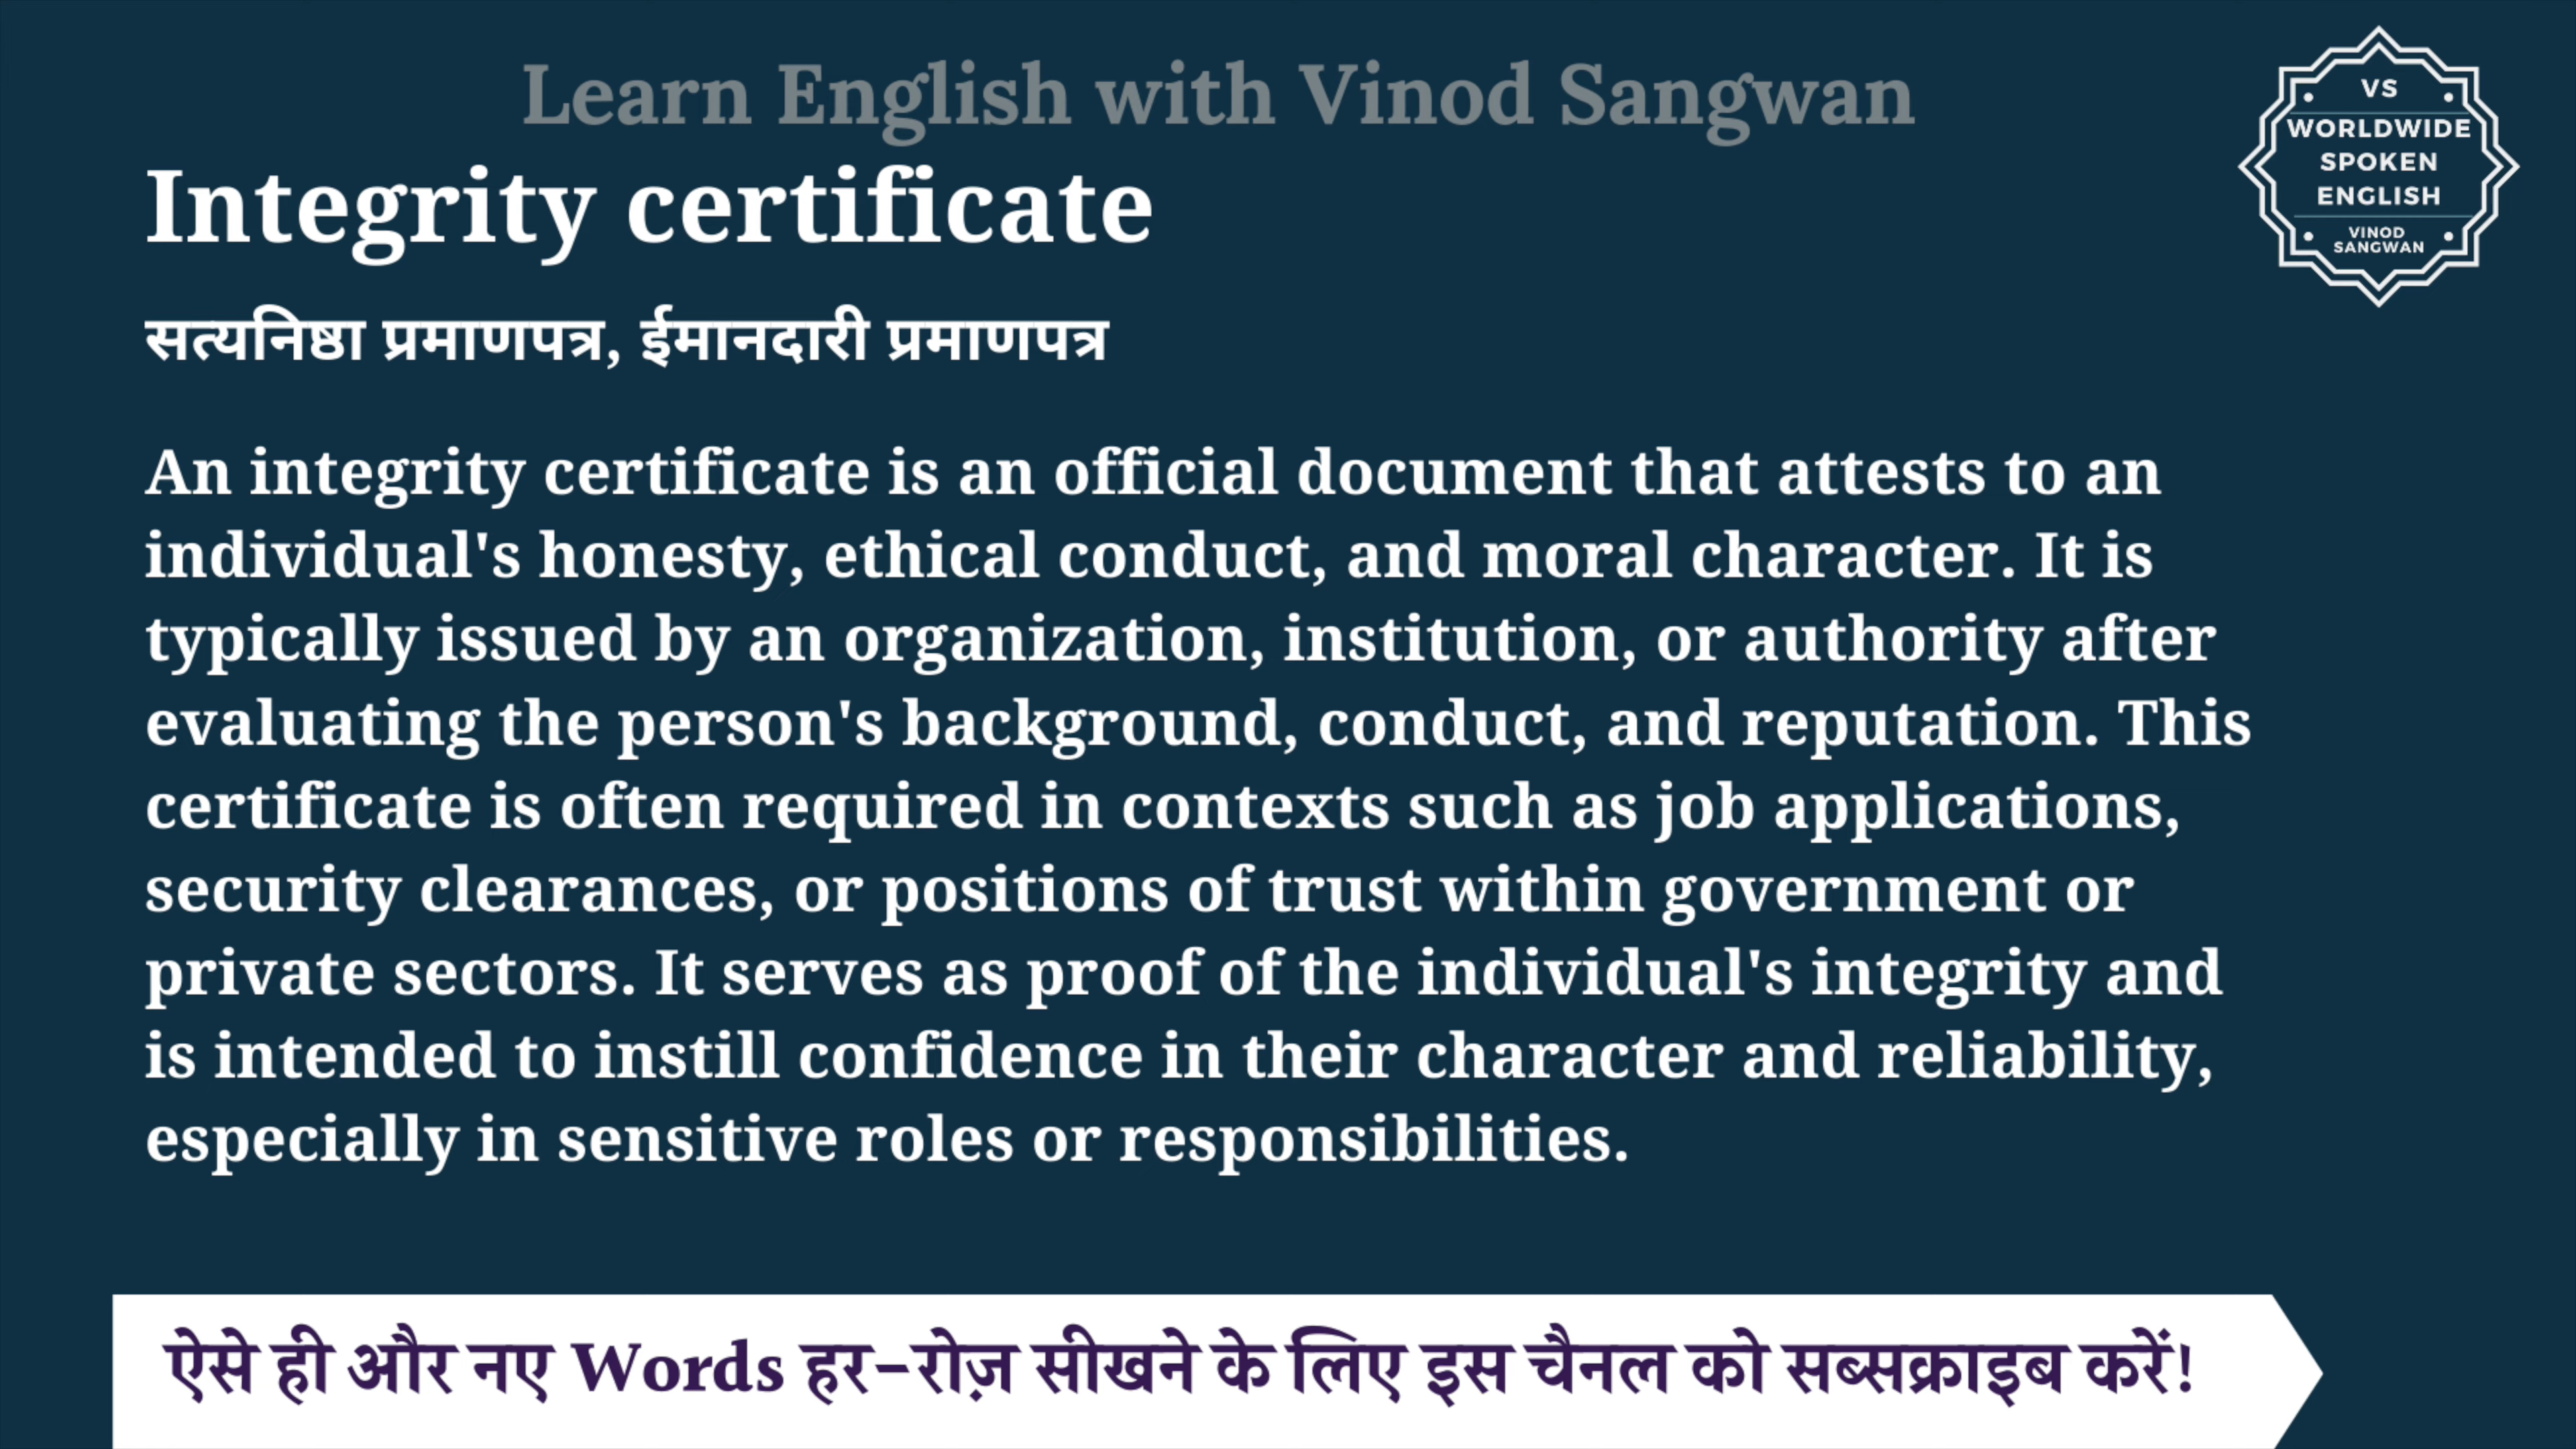 Learn English with Vinod Sangwan
VS
WORLDWIDE
SPOKEN
ENGLISH
VINOD
SANGWAN
Integrity certificate
सत्यनिष्ठा प्रमाणपत्र, ईमानदारी प्रमाणपत्र
An integrity certificate is an official document that attests to an
individual's honesty, ethical conduct, and moral character. It is
typically issued by an organization, institution, or authority after
evaluating the person's background, conduct, and reputation. This
certificate is often required in contexts such as job applications,
security clearances, or positions of trust within government or
private sectors. It serves as proof of the individual's integrity and
is intended to instill confidence in their character and reliability,
especially in sensitive roles or responsibilities.
ऐसे ही और नए Words हर-रोज़ सीखने के लिए इस चैनल को सब्सक्राइब करें!